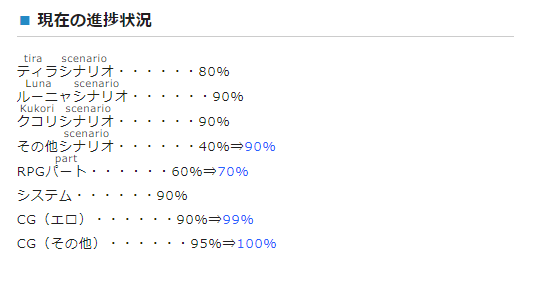 ■ 現在の進捗状況
tira scenario
ティラシナリオ・・・・・・80%
Luna scenario
ルーニャシナリオ・・・・・・90%
Kukori scenario
クコリシナリオ・・・・・・90%
scenario
その他シナリオ・・・・・・40%⇒90%
part
RPGパート・・・・・・60%⇒70%
システム・・・・・・90%
CG（エロ）・・・・・・90%⇒99%
CG（その他）・・・・・・95%⇒100%